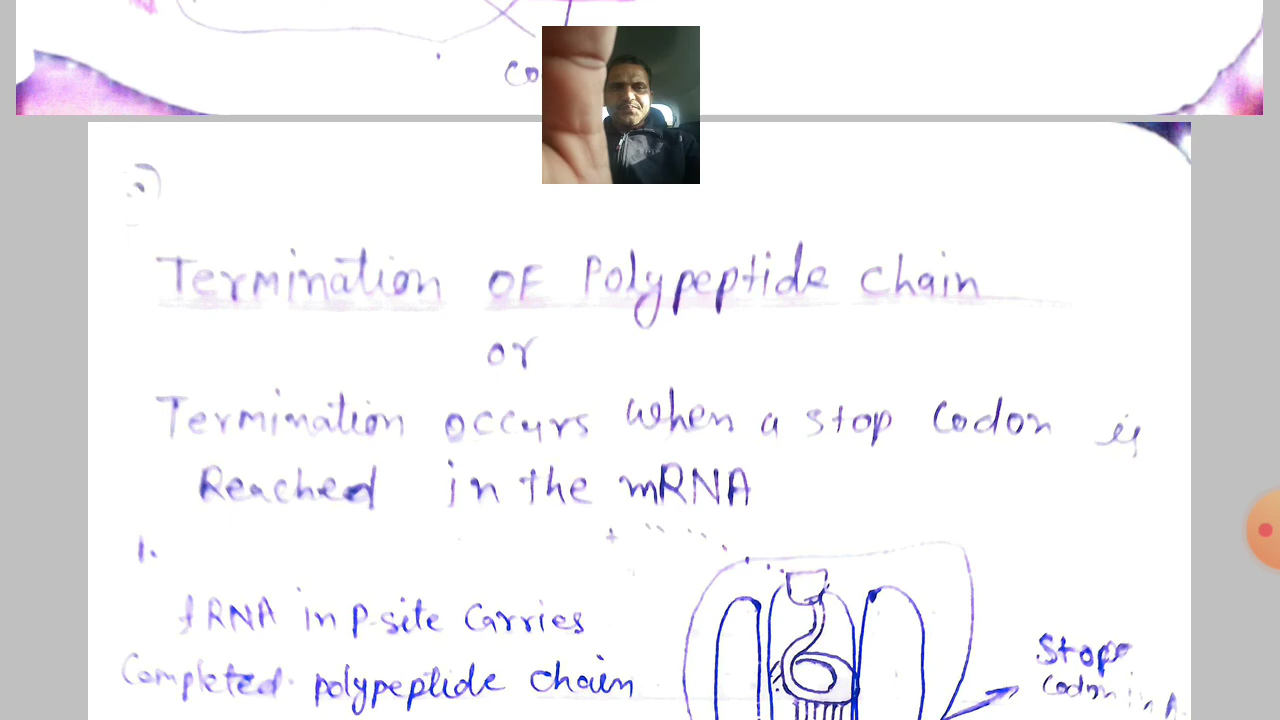 Termination OF Polypeptide chain
or
Termination occurs when a stop codon is
Reached in the mRNA
1.
tRNA in P-site Carries
Completed polypeptide chain
Stop
codon in A